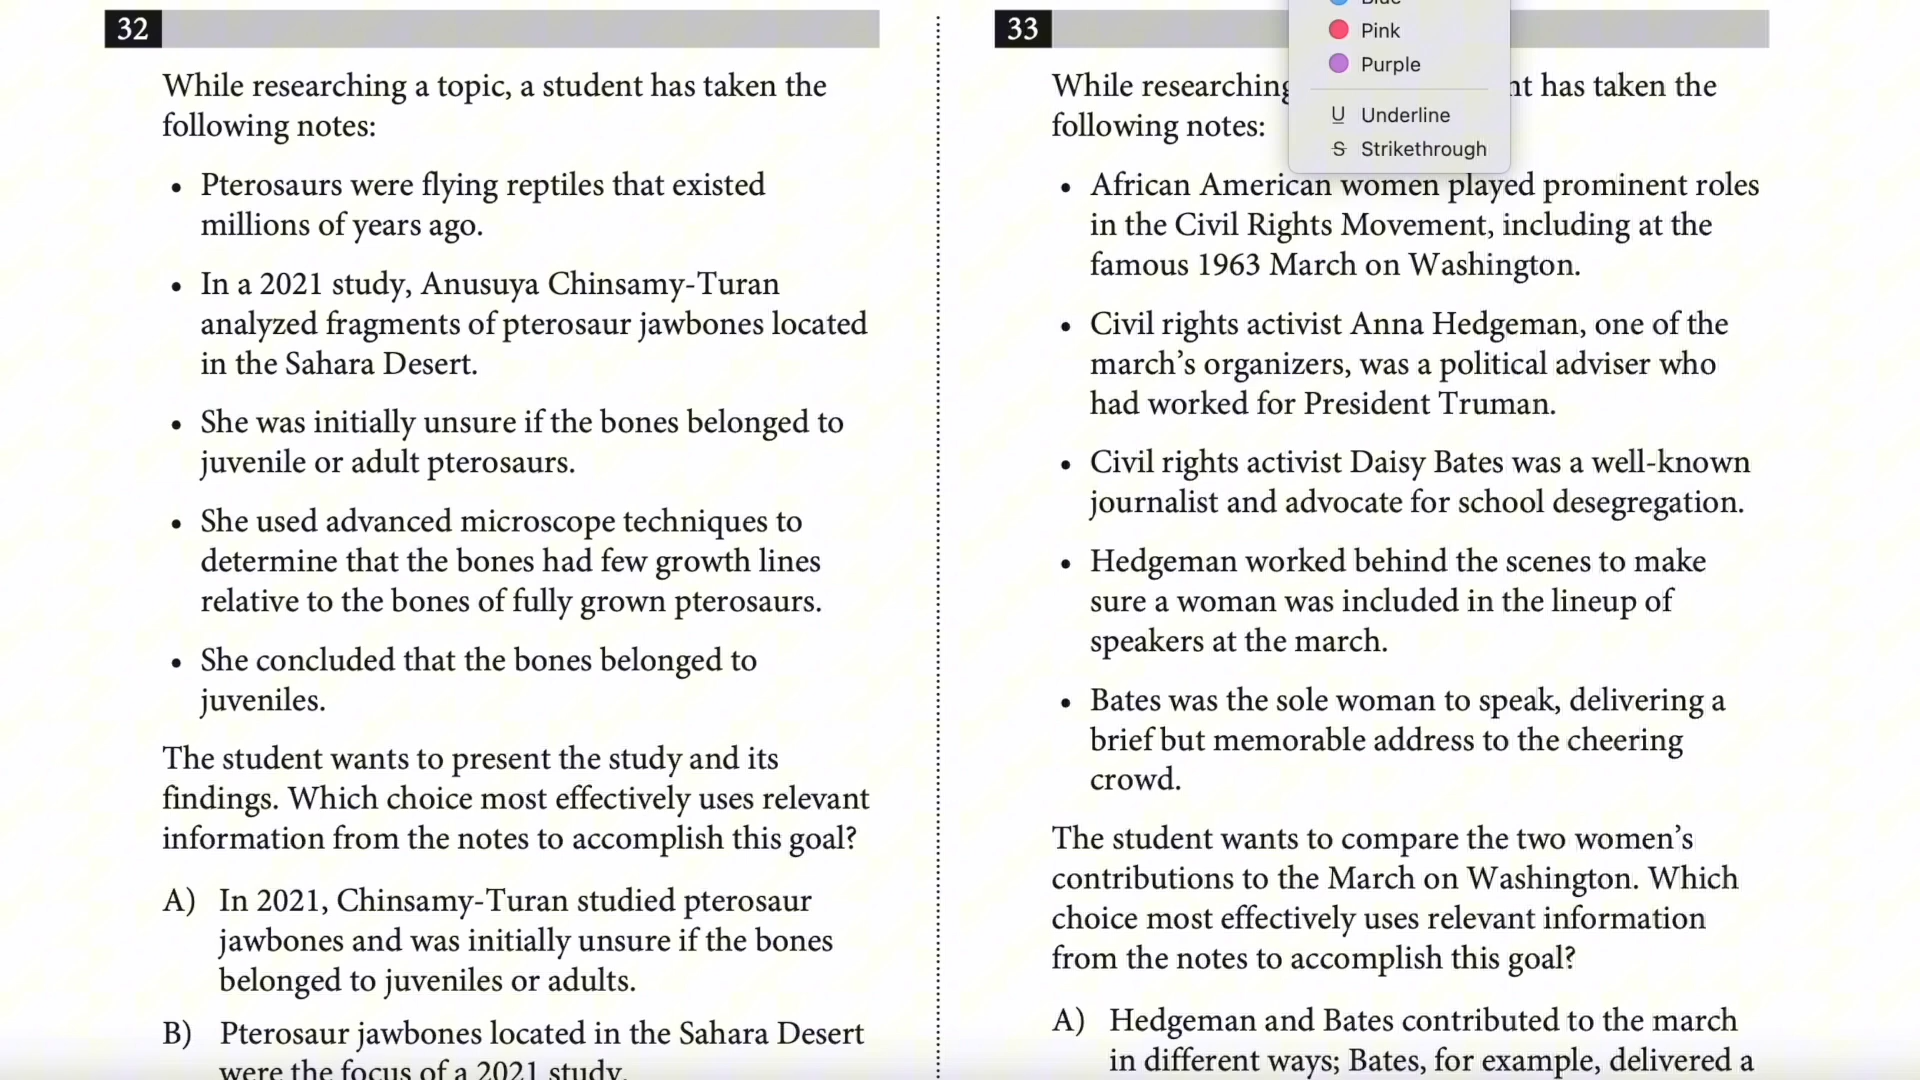 32
While researching a topic, a student has taken the
following notes:
• Pterosaurs were flying reptiles that existed
millions of years ago.
• In a 2021 study, Anusuya Chinsamy-Turan
analyzed fragments of pterosaur jawbones located
in the Sahara Desert.
• She was initially unsure if the bones belonged to
juvenile or adult pterosaurs.
• She used advanced microscope techniques to
determine that the bones had few growth lines
relative to the bones of fully grown pterosaurs.
• She concluded that the bones belonged to
juveniles.
The student wants to present the study and its
findings. Which choice most effectively uses relevant
information from the notes to accomplish this goal?
A) In 2021, Chinsamy-Turan studied pterosaur
jawbones and was initially unsure if the bones
belonged to juveniles or adults.
B) Pterosaur jawbones located in the Sahara Desert
were the focus of a 2021 study.
33
Blue
Pink
Purple
U Underline
S Strikethrough
While researching has taken the
following notes:
• African American women played prominent roles
in the Civil Rights Movement, including at the
famous 1963 March on Washington.
• Civil rights activist Anna Hedgeman, one of the
march’s organizers, was a political adviser who
had worked for President Truman.
• Civil rights activist Daisy Bates was a well-known
journalist and advocate for school desegregation.
• Hedgeman worked behind the scenes to make
sure a woman was included in the lineup of
speakers at the march.
• Bates was the sole woman to speak, delivering a
brief but memorable address to the cheering
crowd.
The student wants to compare the two women’s
contributions to the March on Washington. Which
choice most effectively uses relevant information
from the notes to accomplish this goal?
A) Hedgeman and Bates contributed to the march
in different ways; Bates, for example, delivered a